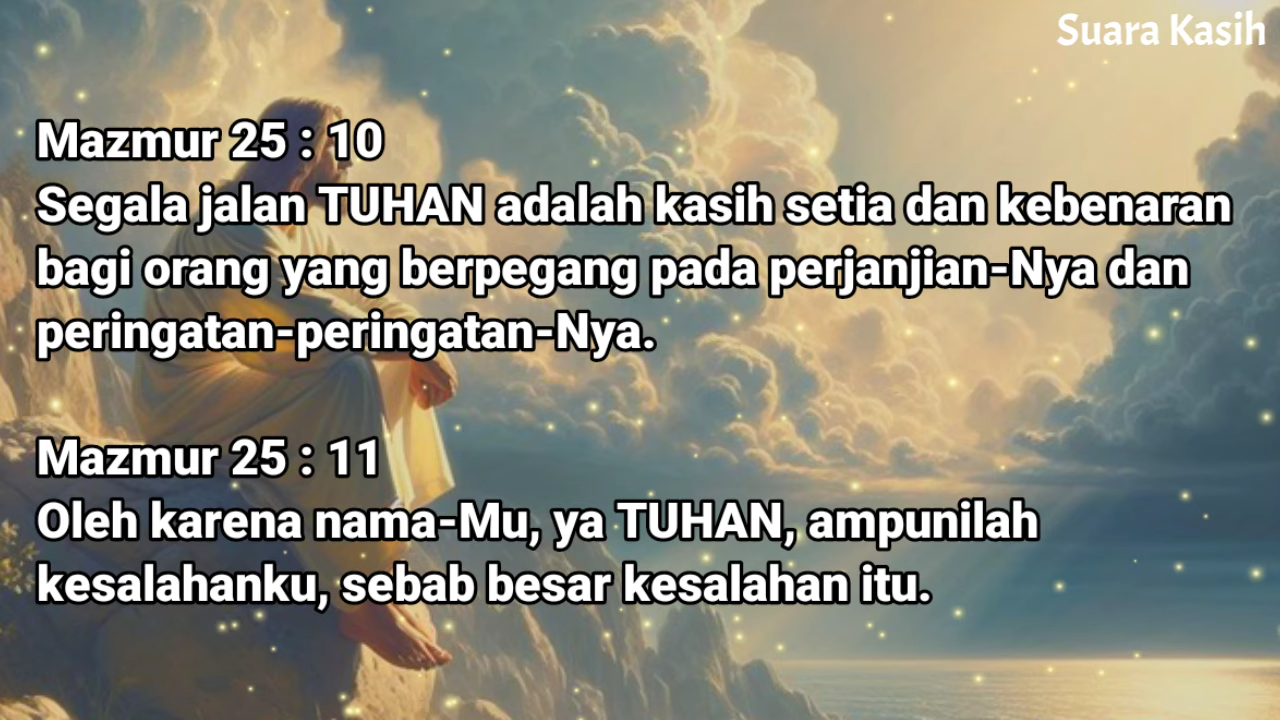 Suara Kasih
Mazmur 25 : 10
Segala jalan TUHAN adalah kasih setia dan kebenaran
bagi orang yang berpegang pada perjanjian-Nya dan
peringatan-peringatan-Nya.
Mazmur 25 : 11
Oleh karena nama-Mu, ya TUHAN, ampunilah
kesalahanku, sebab besar kesalahan itu.